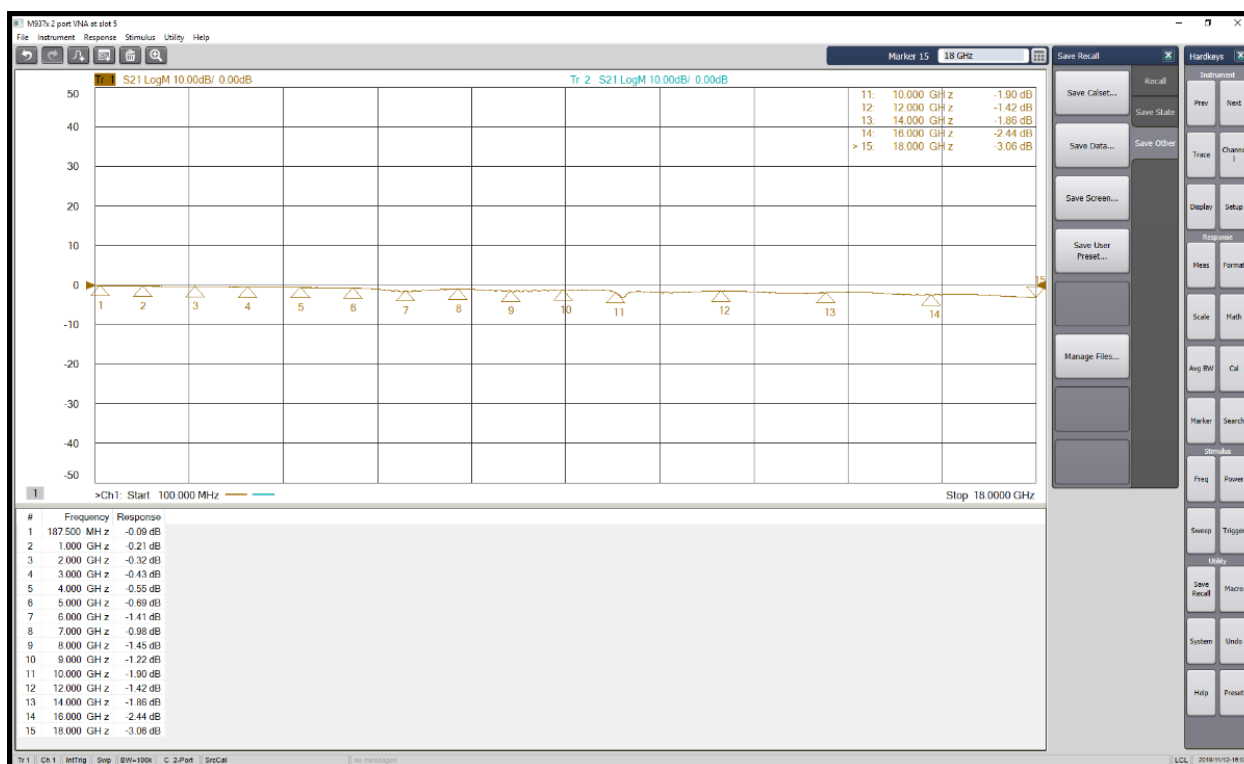 M937x 2 port VNA at slot 5
File Instrument Response Stimulus Utility Help
Marker 15 18 GHz
Tr 1 S21 LogM 10.00dB/ 0.00dB
Tr 2 S21 LogM 10.00dB/ 0.00dB
11: 10.000 GHz -1.90 dB
12: 12.000 GHz -1.42 dB
13: 14.000 GHz -1.86 dB
14: 16.000 GHz -2.44 dB
> 15: 18.000 GHz -3.06 dB
50
40
30
20
10
0
-10
-20
-30
-40
-50
1 2 3 4 5 6 7 8 9 10 11 12 13 14 15
1 >Ch1: Start 100.000 MHz
Stop 18.0000 GHz
# Frequency Response
1 187.500 MHz -0.09 dB
2 1.000 GHz -0.21 dB
3 2.000 GHz -0.32 dB
4 3.000 GHz -0.43 dB
5 4.000 GHz -0.55 dB
6 5.000 GHz -0.69 dB
7 6.000 GHz -1.41 dB
8 7.000 GHz -0.98 dB
9 8.000 GHz -1.45 dB
10 9.000 GHz -1.22 dB
11 10.000 GHz -1.90 dB
12 12.000 GHz -1.42 dB
13 14.000 GHz -1.86 dB
14 16.000 GHz -2.44 dB
15 18.000 GHz -3.06 dB
Save Recall
Recall
Save State
Save Other
Save Calset...
Save Data...
Save Screen...
Save User
Preset...
Manage Files...
Hardkeys
Instrument
Prev Next
Trace Channe
l
Display Setup
Response
Meas Format
Scale Math
Avg BW Cal
Marker Search
Stimulus
Freq Power
Sweep Trigger
Utility
Save
Recall
Macro
System Undo
Help Preset
Tr 1 Ch 1 IntTrig Swp BW=100k C 2-Port SrcCal no messages LCL